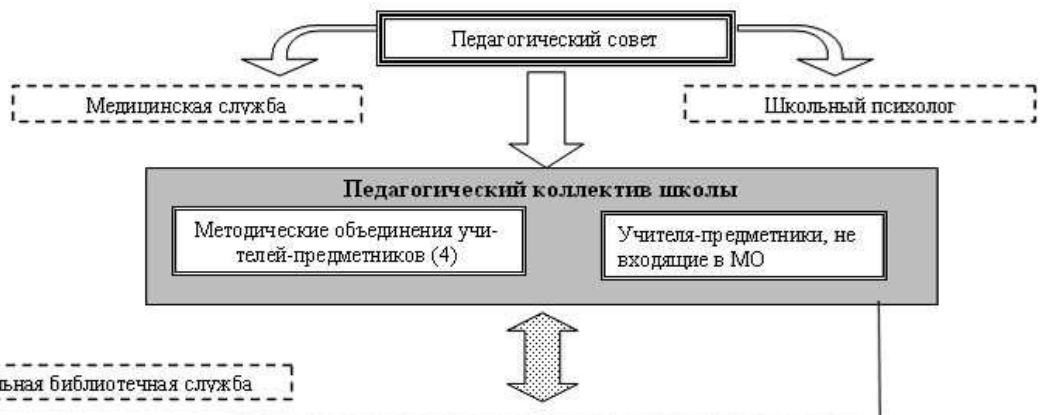 Педагогический совет
Медицинская служба
Школьный психолог
Педагогический коллектив школы
Методические объединения учи-
телей-предметников (4)
Учителя-предметники, не
входящие в МО
библиотечная служба